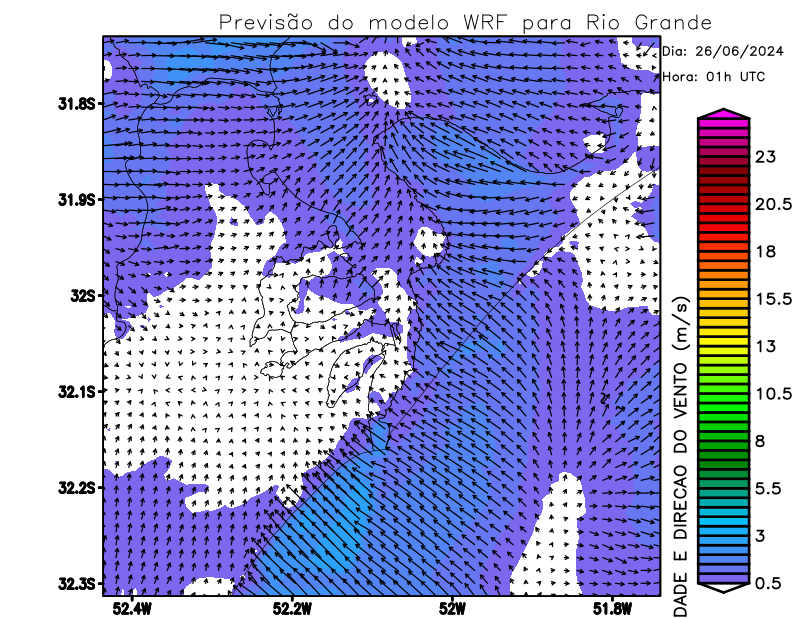 Previsão do modelo WRF para Rio Grande
Dia: 26/06/2024
Hora: 01h UTC
31.8S
31.9S
32S
32.1S
32.2S
32.3S
52.4W
52.2W
52W
51.8W
23
20.5
18
15.5
13
10.5
8
5.5
3
0.5
DADE E DIRECAO DO VENTO (m/s)